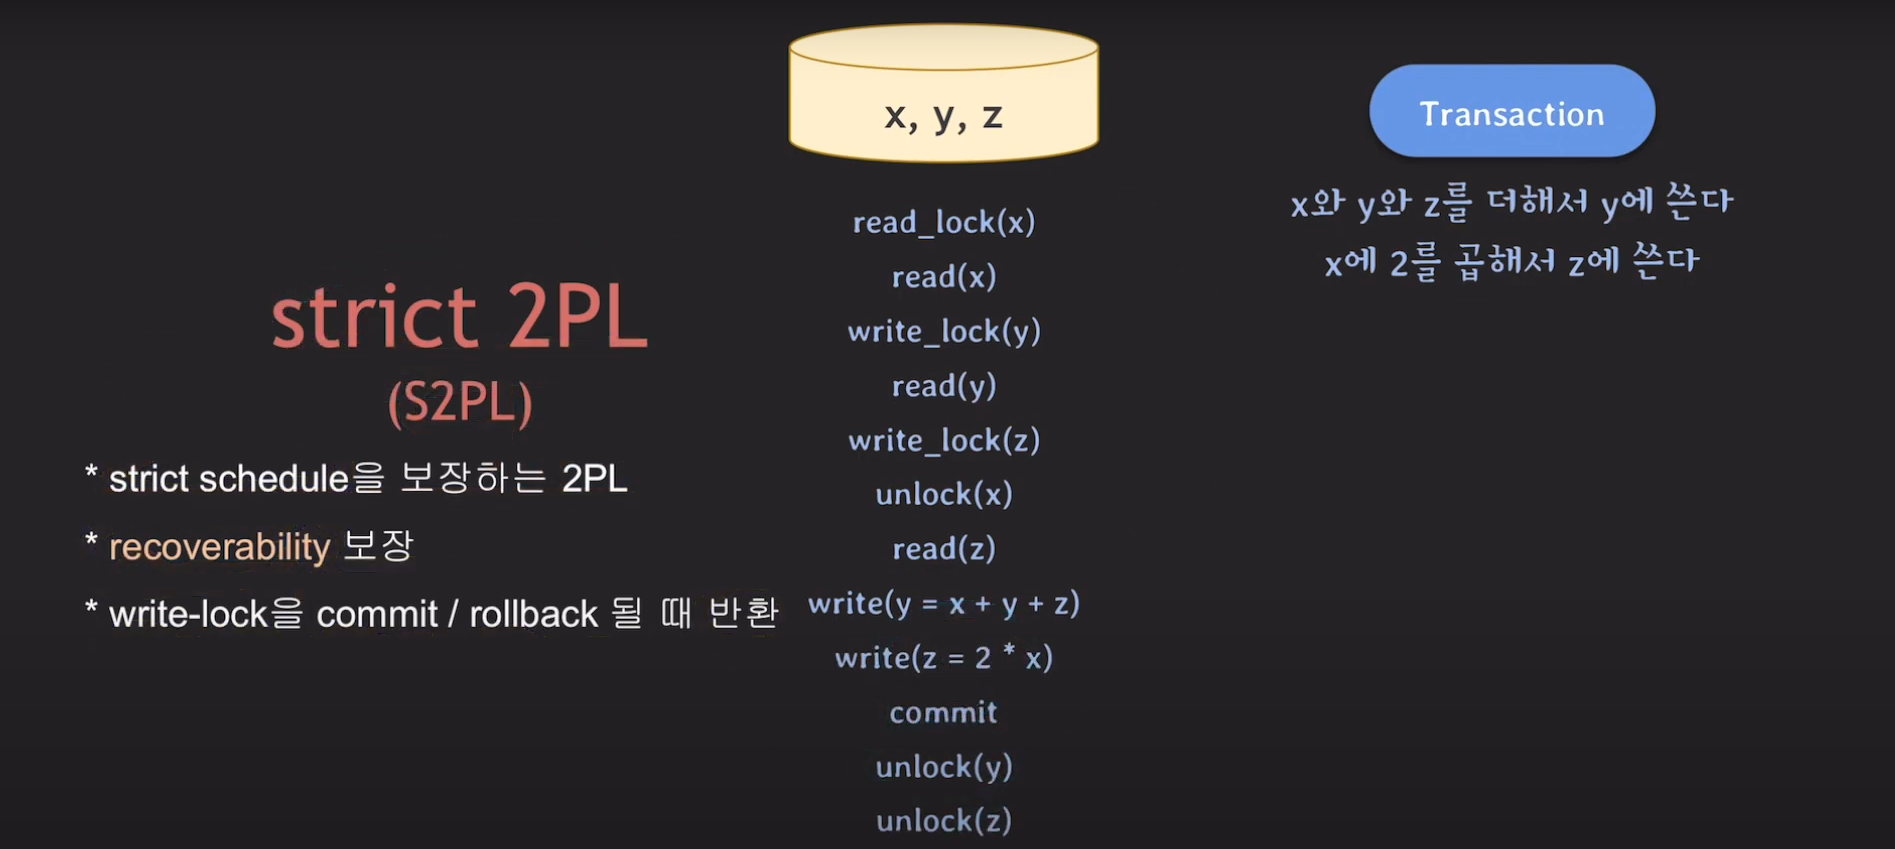 x, y, z
Transaction
x와 y와 z를 더해서 y에 쓴다
x에 2를 곱해서 z에 쓴다
strict 2PL
(S2PL)
* strict schedule을 보장하는 2PL
* recoverability 보장
* write-lock을 commit / rollback 될 때 반환
read_lock(x)
read(x)
write_lock(y)
read(y)
write_lock(z)
unlock(x)
read(z)
write(y = x + y + z)
write(z = 2 * x)
commit
unlock(y)
unlock(z)